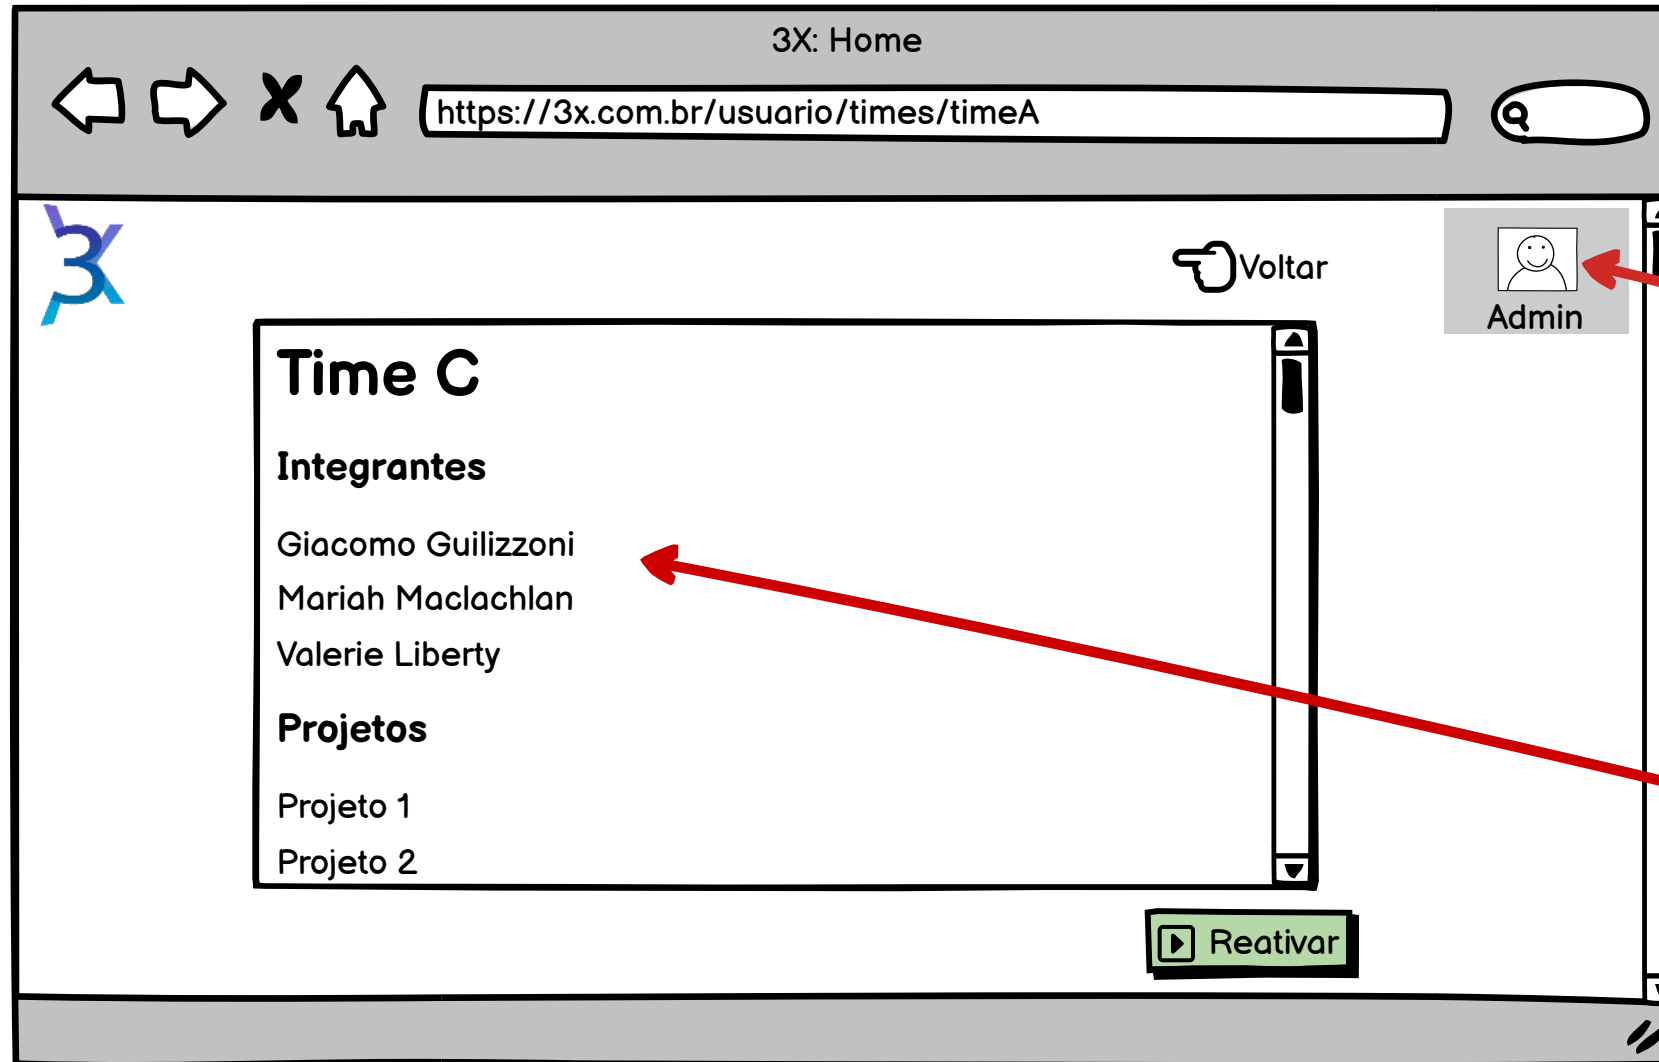 3X: Home
https://3x.com.br/usuario/times/timeA
3X
Voltar
Admin
Time C
Integrantes
Giacomo Guilizzoni
Mariah Maclachlan
Valerie Liberty
Projetos
Projeto 1
Projeto 2
Reativar